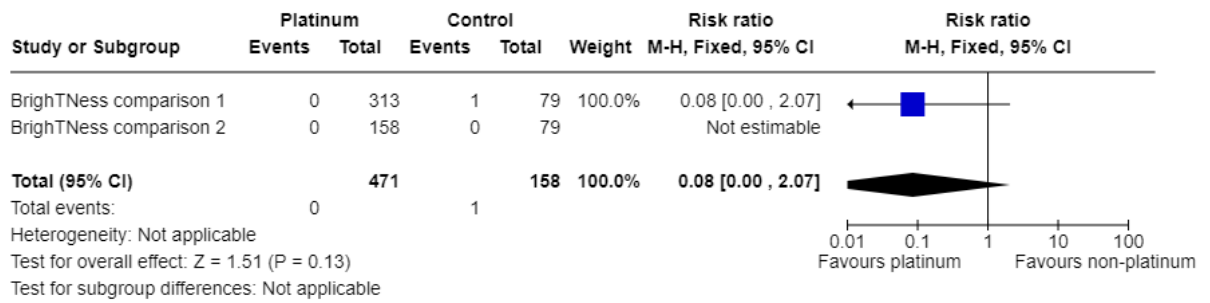 Platinum Control Risk ratio Risk ratio
Study or Subgroup Events Total Events Total Weight M-H, Fixed, 95% CI M-H, Fixed, 95% CI
BrighTNess comparison 1 0 313 1 79 100.0% 0.08 [0.00 , 2.07]
BrighTNess comparison 2 0 158 0 79 Not estimable
Total (95% CI) 471 158 100.0% 0.08 [0.00 , 2.07]
Total events: 0 1
Heterogeneity: Not applicable
Test for overall effect: Z = 1.51 (P = 0.13)
Test for subgroup differences: Not applicable
0.01 0.1 1 10 100
Favours platinum Favours non-platinum